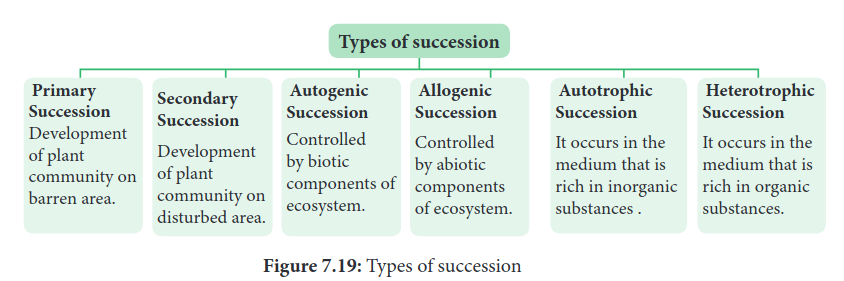 Types of succession
Primary
Succession
Development
of plant
community on
barren area.
Secondary
Succession
Development
of plant
community on
disturbed area.
Autogenic
Succession
Controlled
by biotic
components of
ecosystem.
Allogenic
Succession
Controlled
by abiotic
components
of ecosystem.
Autotrophic
Succession
It occurs in the
medium that is
rich in inorganic
substances .
Heterotrophic
Succession
It occurs in the
medium that is
rich in organic
substances.
Figure 7.19: Types of succession